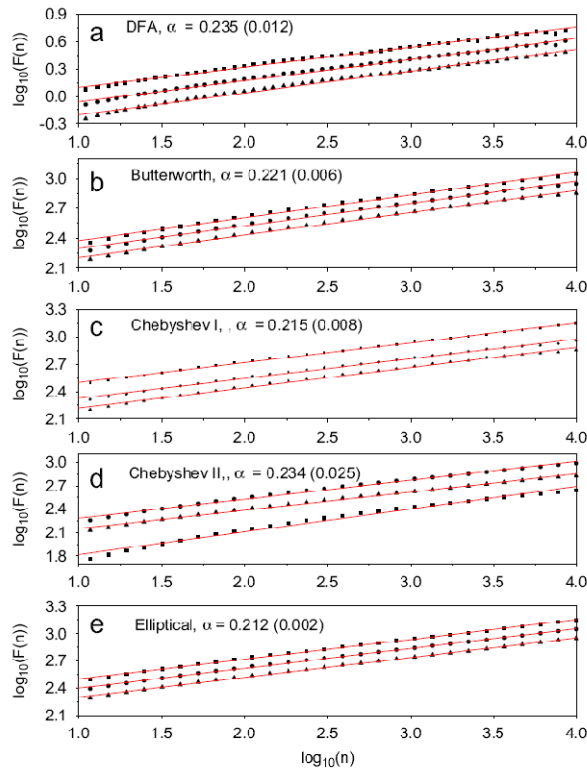 a DFA, α = 0.235 (0.012)
log10(F(n))
0.9
0.6
0.3
0.0
-0.3
1.0 1.5 2.0 2.5 3.0 3.5 4.0
b Butterworth, α = 0.221 (0.006)
log10(F(n))
3.0
2.7
2.4
2.1
1.0 1.5 2.0 2.5 3.0 3.5 4.0
c Chebyshev I, , α = 0.215 (0.008)
log10(F(n))
3.3
3.0
2.7
2.4
2.1
1.0 1.5 2.0 2.5 3.0 3.5 4.0
d Chebyshev II,, α = 0.234 (0.025)
log10(F(n))
3.0
2.7
2.4
2.1
1.8
1.0 1.5 2.0 2.5 3.0 3.5 4.0
e Elliptical, α = 0.212 (0.002)
log10(F(n))
3.3
3.0
2.7
2.4
2.1
1.0 1.5 2.0 2.5 3.0 3.5 4.0
log10(n)